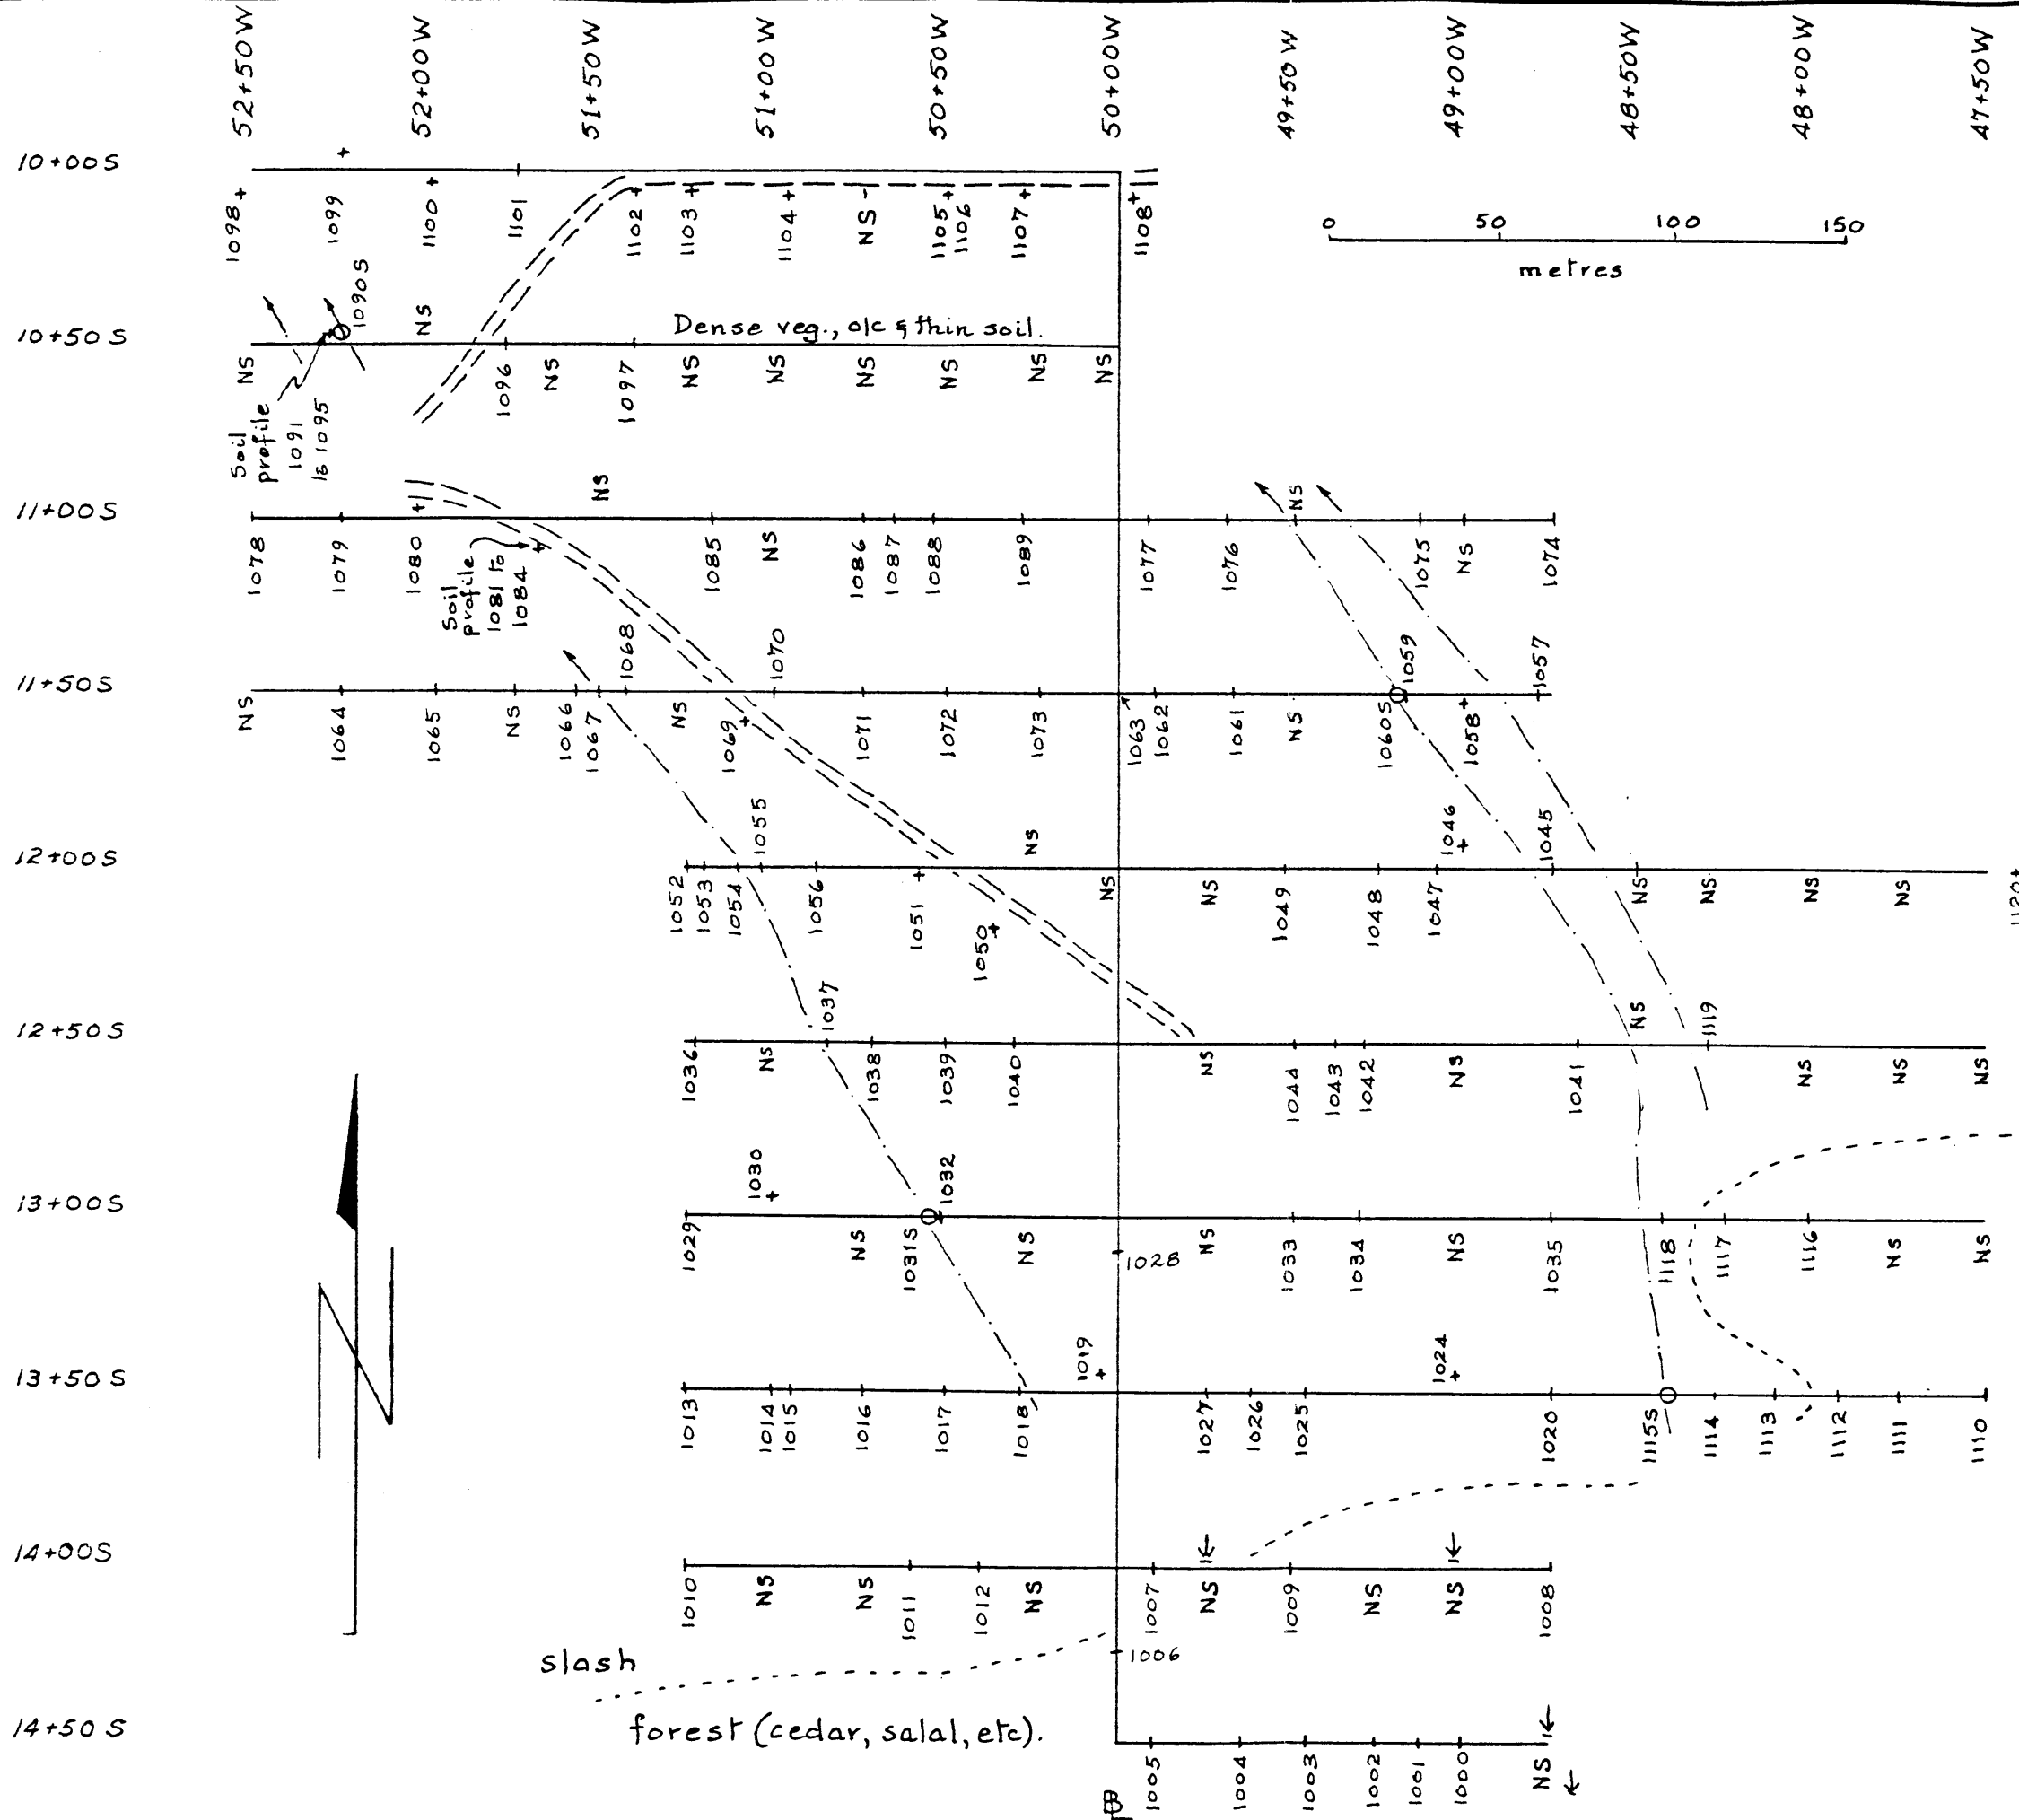 52+50W 52+00W 51+50W 51+00W 50+50W 50+00W 49+50W 49+00W 48+50W 48+00W 47+50W
10+00S
1098 1099 1100 1101 1102 1103 1104 NS 1105 1106 1107 1108
0 50 100 150
metres
1090S NS
10+50S
Dense veg., o/c & thin soil.
NS 1096 NS 1097 NS NS NS NS NS NS
Soil profile 1091 to 1095
NS NS
11+00S
1078 1079 1080 1085 NS 1086 1087 1088 1089 1077 1076 1075 NS 1074
Soil profile 1081 to 1084
1068 1070 1059 1057
11+50S
NS 1064 1065 NS 1066 1067 NS 1069 1071 1072 1073 1063 1062 1061 NS 1060S 1058
1055 NS 1046 1045
12+00S
1052 1053 1054 1056 1051 1050 NS NS 1049 1048 1047 NS NS NS NS 1120
1037 NS 1119
12+50S
1036 NS 1038 1039 1040 NS 1044 1043 1042 NS 1041 NS NS NS
1030 1032
13+00S
1029 NS 1031S NS 1028 NS 1033 1034 NS 1035 1118 1117 1116 NS NS
N
1019 1024
13+50S
1013 1014 1015 1016 1017 1018 1027 1026 1025 1020 1115S 1114 1113 1112 1111 1110
14+00S
1010 NS NS 1011 1012 NS 1007 NS 1009 NS NS 1008
slash
1006
forest (cedar, salal, etc).
14+50S
1005 1004 1003 1002 1001 1000 NS